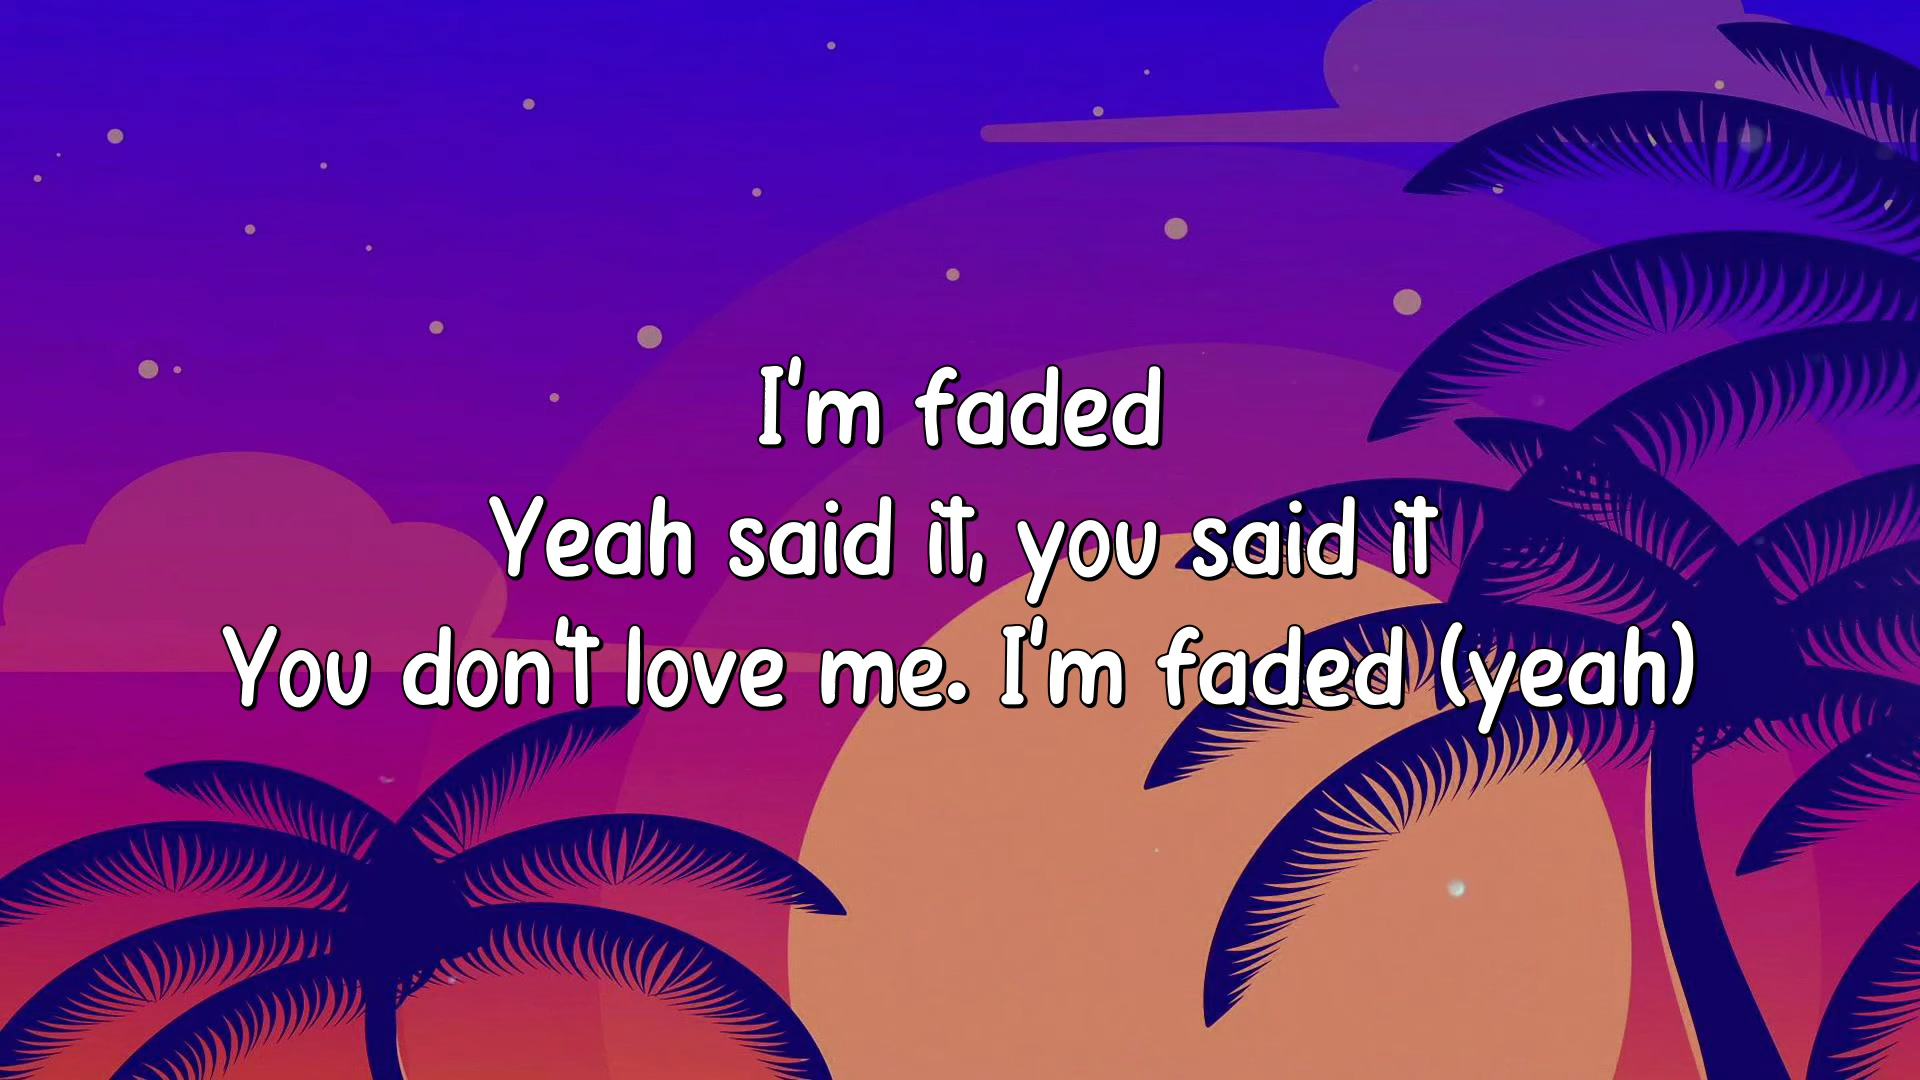 I'm faded
Yeah said it, you said it
You don't love me. I'm faded (yeah)